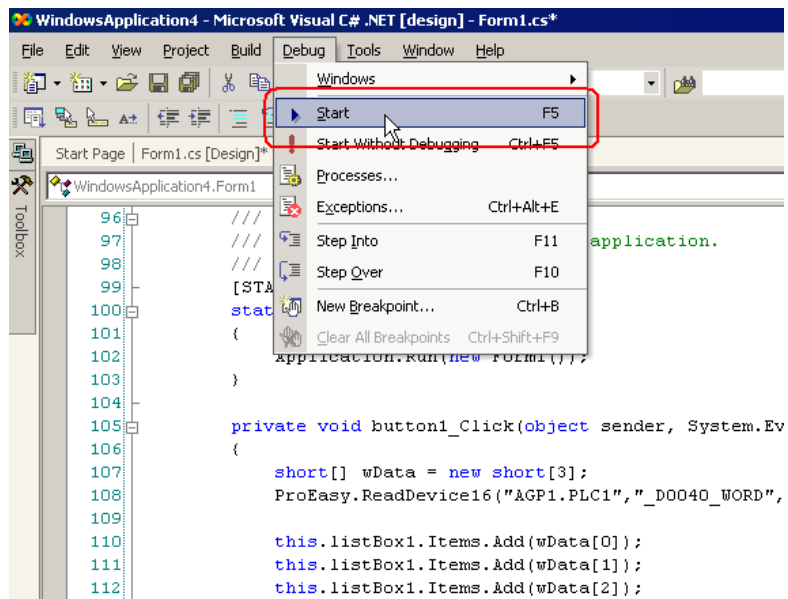 WindowsApplication4 - Microsoft Visual C# .NET [design] - Form1.cs*
File Edit View Project Build Debug Tools Window Help
Windows
Start F5
Start Without Debugging Ctrl+F5
Processes...
Exceptions... Ctrl+Alt+E
Step Into F11
Step Over F10
New Breakpoint... Ctrl+B
Clear All Breakpoints Ctrl+Shift+F9
Start Page Form1.cs [Design]*
WindowsApplication4.Form1
Toolbox
96 ///
97 /// application.
98 ///
99 [STA
100 stat
101 {
102 Application.Run(new Form1());
103 }
104
105 private void button1_Click(object sender, System.Ev
106 {
107 short[] wData = new short[3];
108 ProEasy.ReadDevice16("AGP1.PLC1","_D0040_WORD",
109
110 this.listBox1.Items.Add(wData[0]);
111 this.listBox1.Items.Add(wData[1]);
112 this.listBox1.Items.Add(wData[2]);